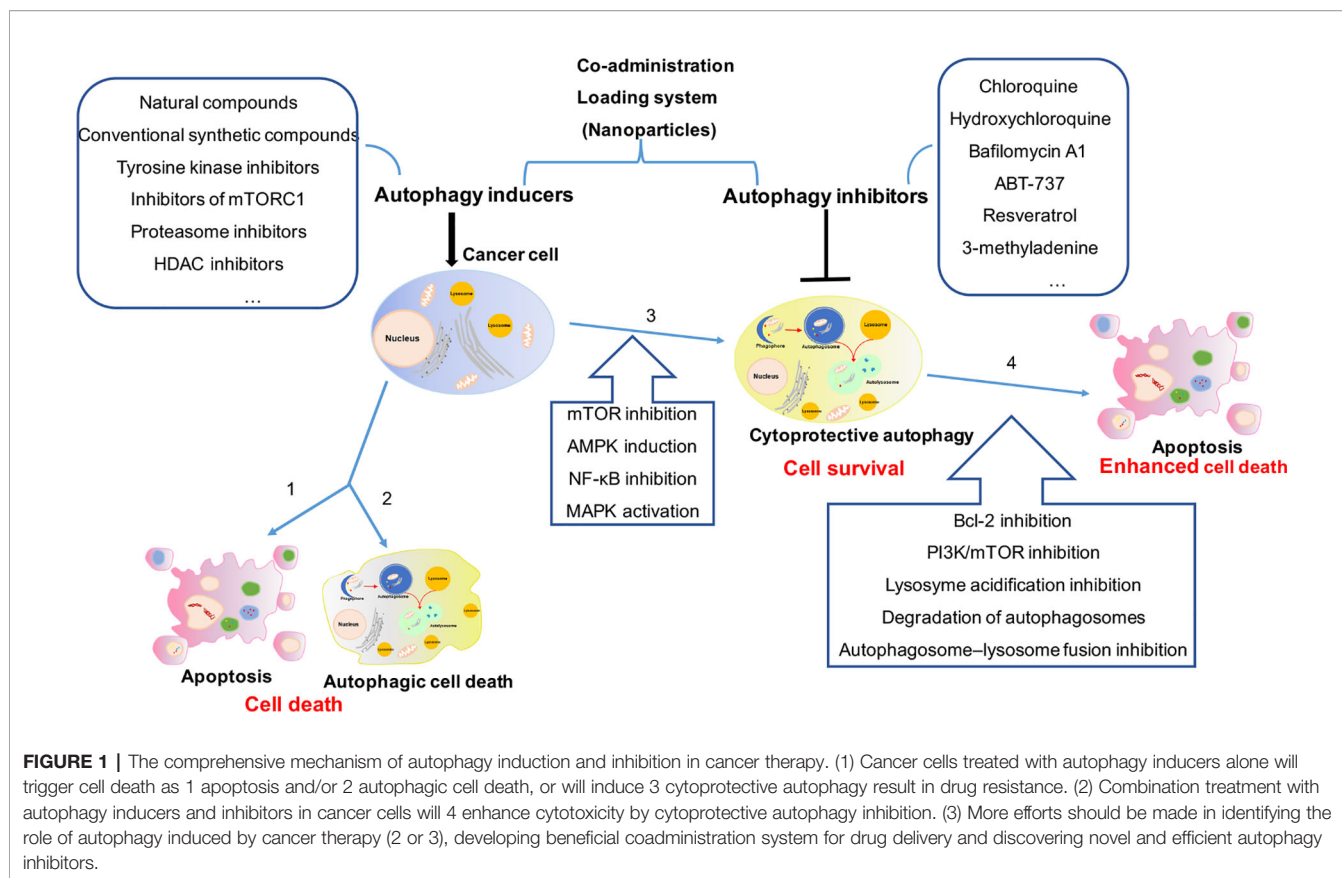 Co-administration
Loading system
(Nanoparticles)
Natural compounds
Conventional synthetic compounds
Tyrosine kinase inhibitors
Inhibitors of mTORC1
Proteasome inhibitors
HDAC inhibitors
...
Autophagy inducers
Autophagy inhibitors
Chloroquine
Hydroxychloroquine
Bafilomycin A1
ABT-737
Resveratrol
3-methyladenine
...
Cancer cell
Lysosome
Lysosome
Nucleus
3
mTOR inhibition
AMPK induction
NF-κB inhibition
MAPK activation
Phagophore
Autophagosome
Lysosome
Autolysosome
Nucleus
Lysosome
Lysosome
Cytoprotective autophagy
Cell survival
4
Apoptosis
Enhanced cell death
Bcl-2 inhibition
PI3K/mTOR inhibition
Lysosyme acidification inhibition
Degradation of autophagosomes
Autophagosome–lysosome fusion inhibition
1
2
Phagophore
Autophagosome
Lysosome
Autolysosome
Nucleus
Lysosome
Lysosome
Lysosome
Apoptosis
Autophagic cell death
Cell death
FIGURE 1 | The comprehensive mechanism of autophagy induction and inhibition in cancer therapy. (1) Cancer cells treated with autophagy inducers alone will
trigger cell death as 1 apoptosis and/or 2 autophagic cell death, or will induce 3 cytoprotective autophagy result in drug resistance. (2) Combination treatment with
autophagy inducers and inhibitors in cancer cells will 4 enhance cytotoxicity by cytoprotective autophagy inhibition. (3) More efforts should be made in identifying the
role of autophagy induced by cancer therapy (2 or 3), developing beneficial coadministration system for drug delivery and discovering novel and efficient autophagy
inhibitors.